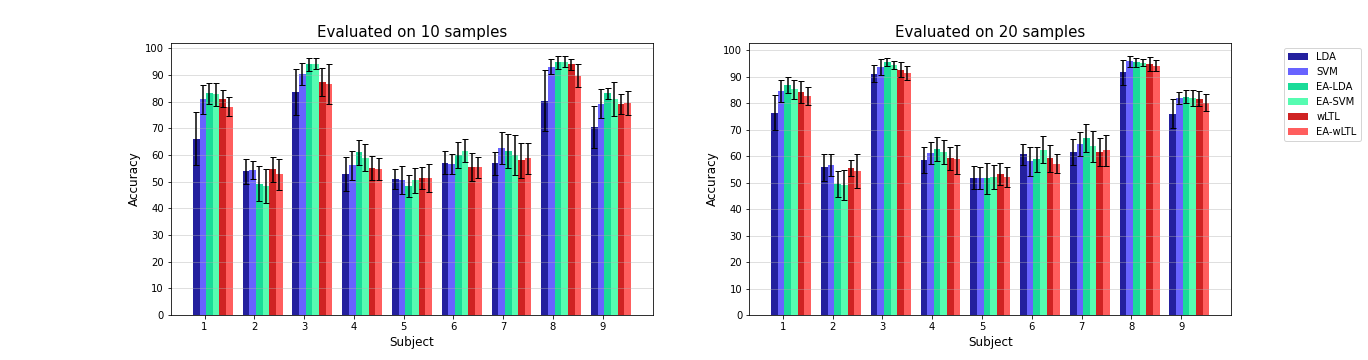 Evaluated on 10 samples
100
90
80
70
60
50
40
30
20
10
0
Accuracy
1 2 3 4 5 6 7 8 9
Subject
Evaluated on 20 samples
100
90
80
70
60
50
40
30
20
10
0
Accuracy
1 2 3 4 5 6 7 8 9
Subject
LDA
SVM
EA-LDA
EA-SVM
wLTL
EA-wLTL